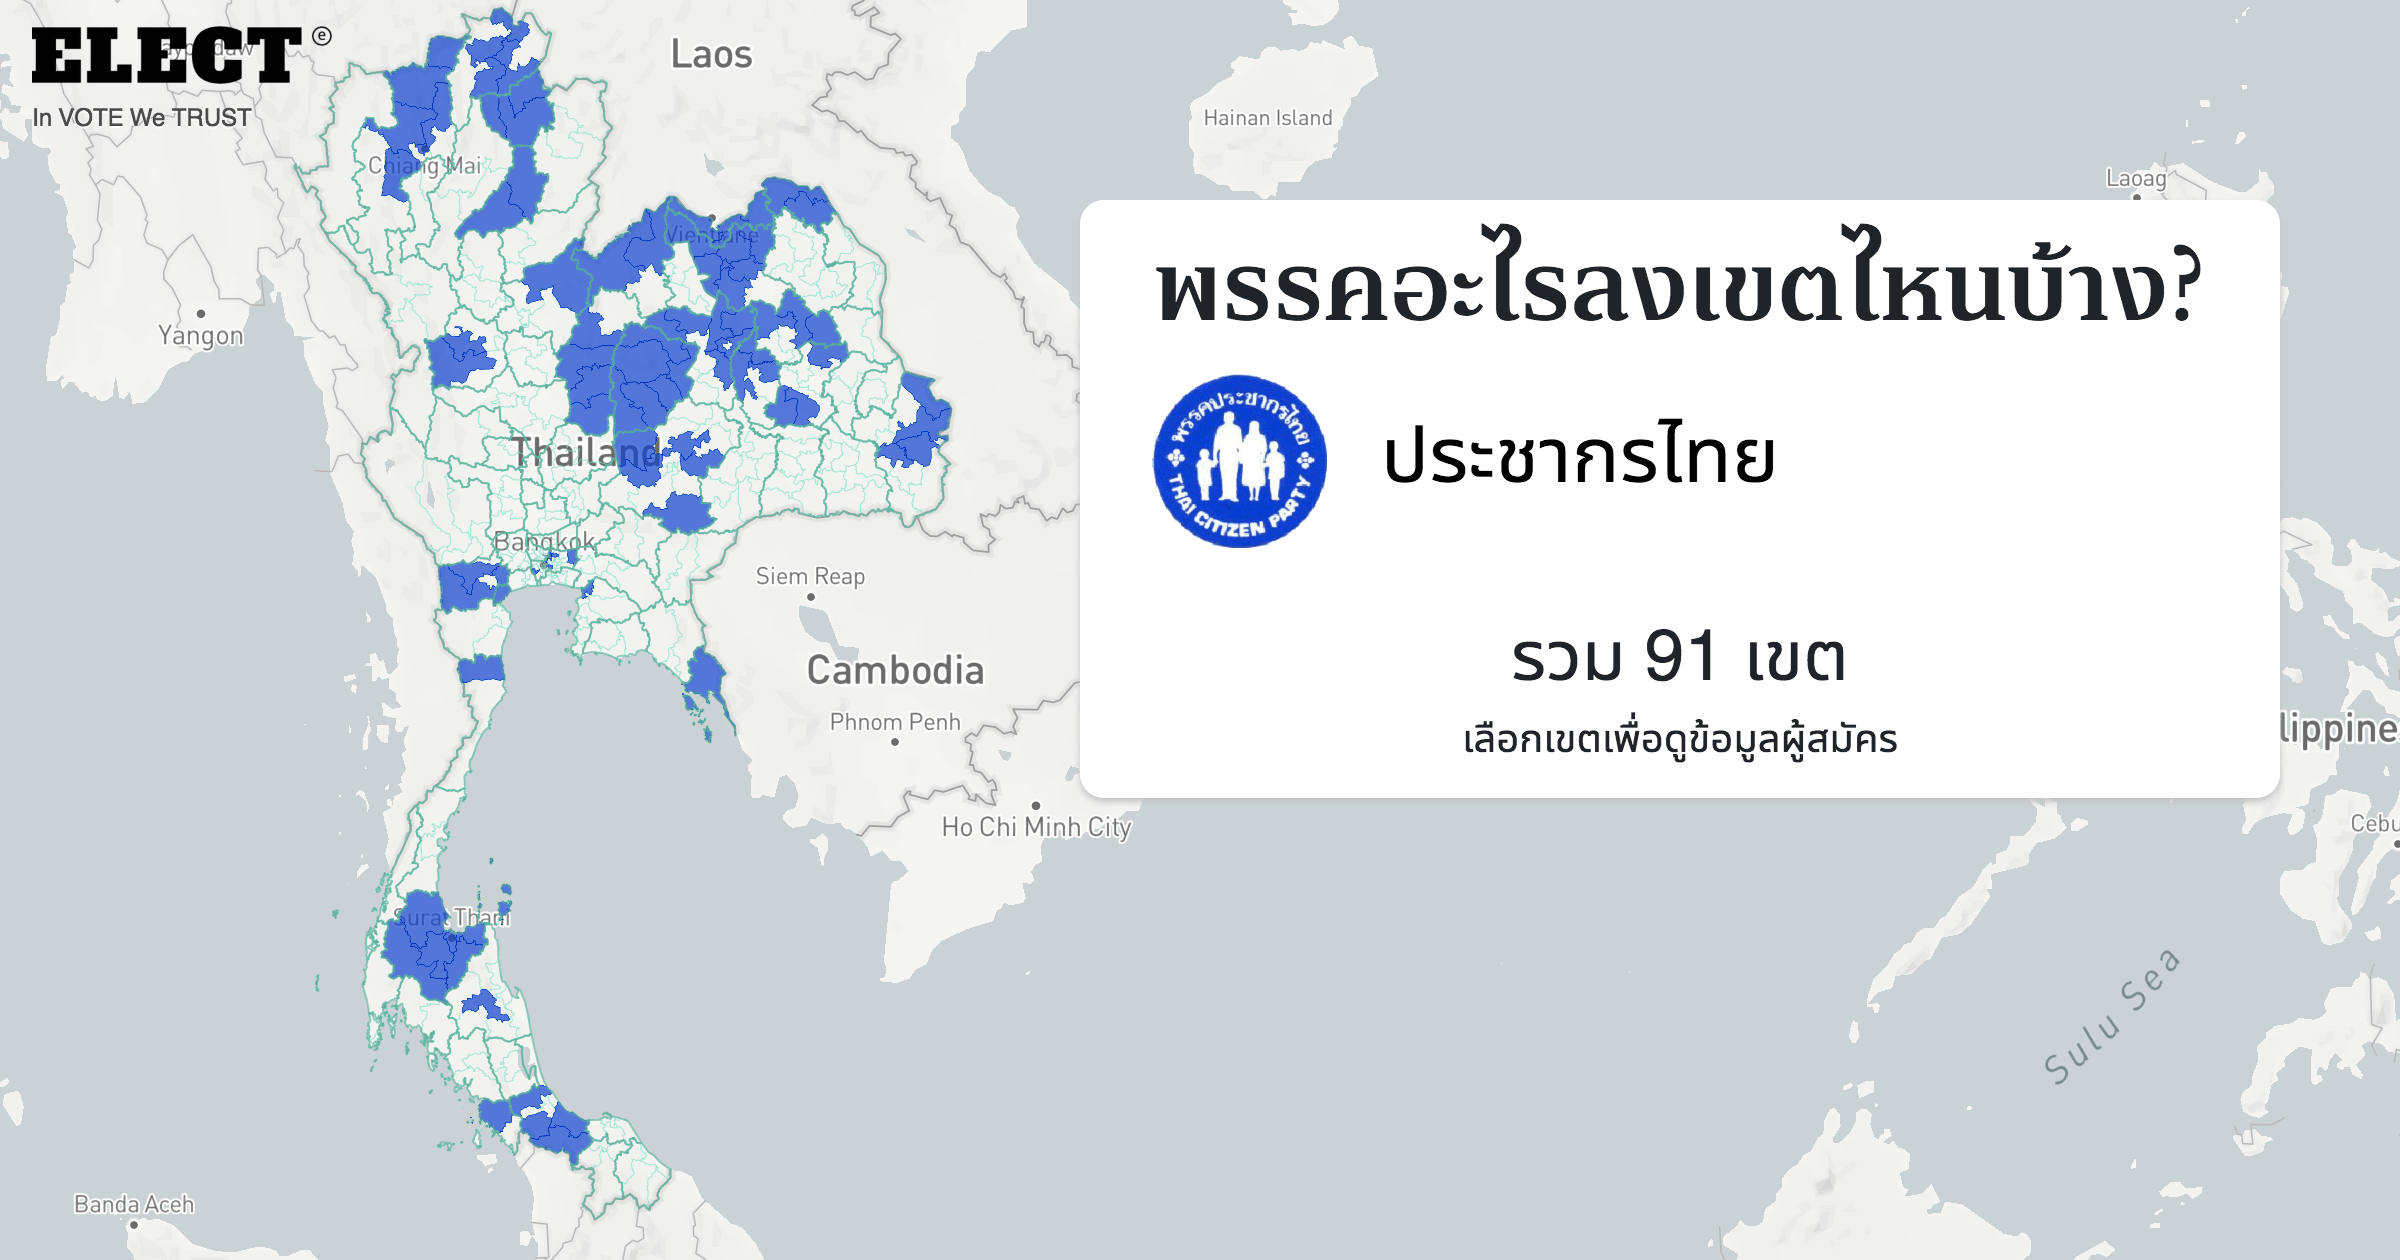 ELECT ©
In VOTE We TRUST
Laos
Hainan Island
Laoag
Chiang Mai
Vientiane
Yangon
Thailand
Bangkok
Siem Reap
Cambodia
Phnom Penh
Ho Chi Minh City
Surat Thani
Banda Aceh
พรรคอะไรลงเขตไหนบ้าง?
พรรคประชากรไทย
THAI CITIZEN PARTY
ประชากรไทย
รวม 91 เขต
เลือกเขตเพื่อดูข้อมูลผู้สมัคร
lippine
Cebu
Sulu Sea